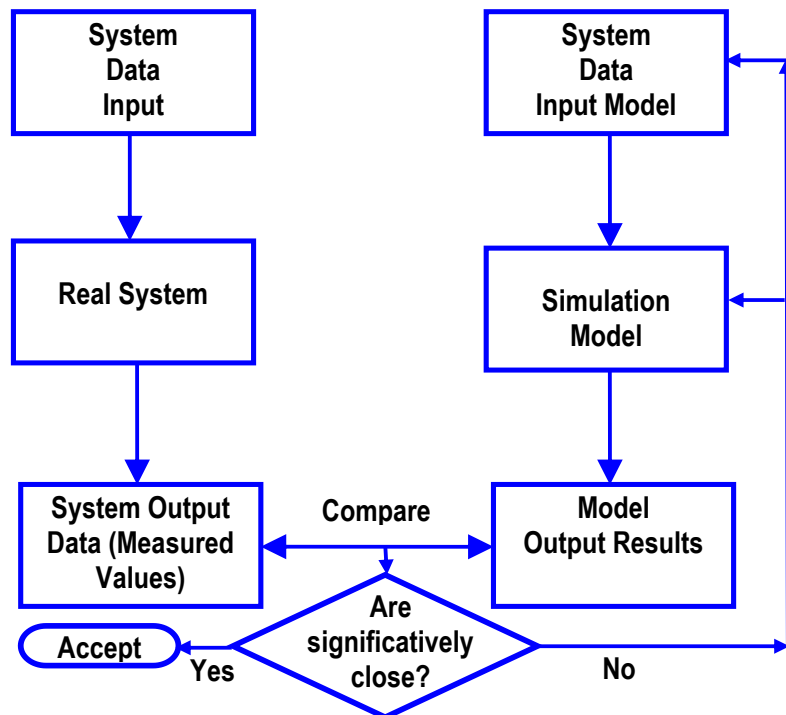 System
Data
Input
System
Data
Input Model
Real System
Simulation
Model
System Output
Data (Measured
Values)
Compare
Model
Output Results
Are
significatively
close?
Accept
Yes
No